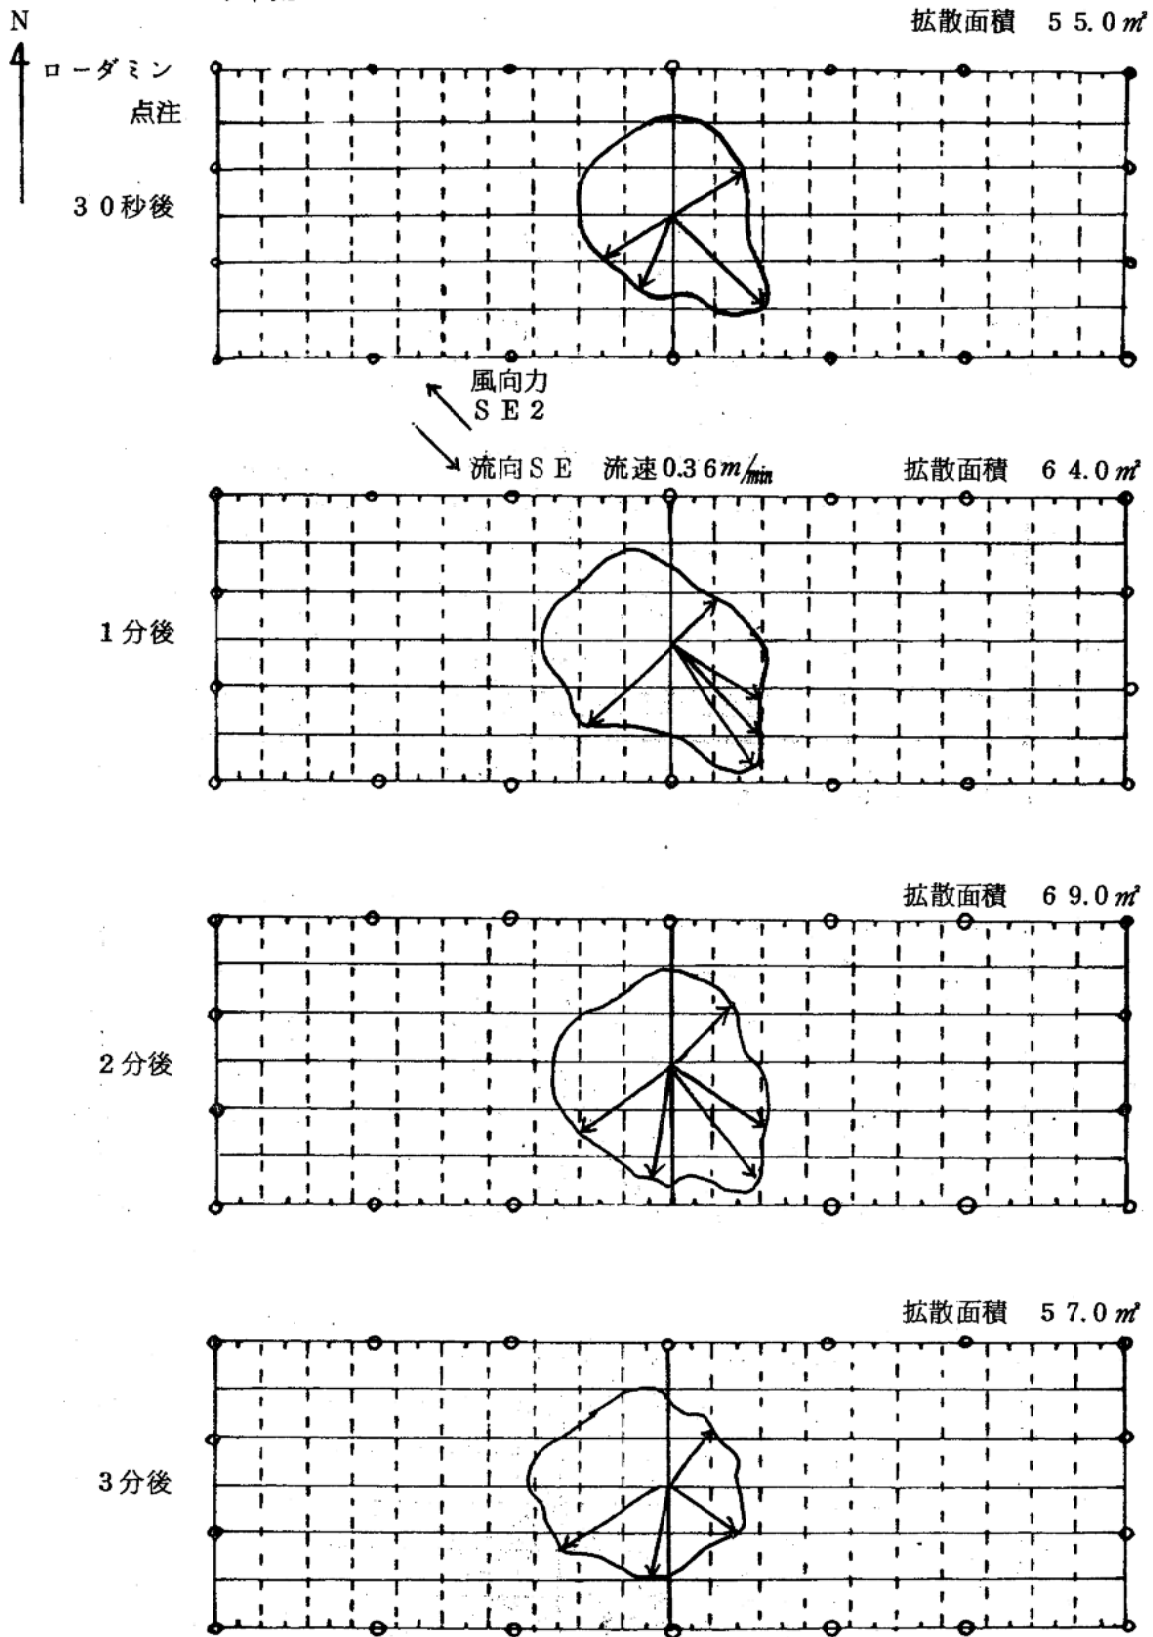 N
拡散面積 55.0㎡
ローダミン
点注
30秒後
風向力
SE2
流向SE 流速0.36m/min
拡散面積 64.0㎡
1分後
拡散面積 69.0㎡
2分後
拡散面積 57.0㎡
3分後